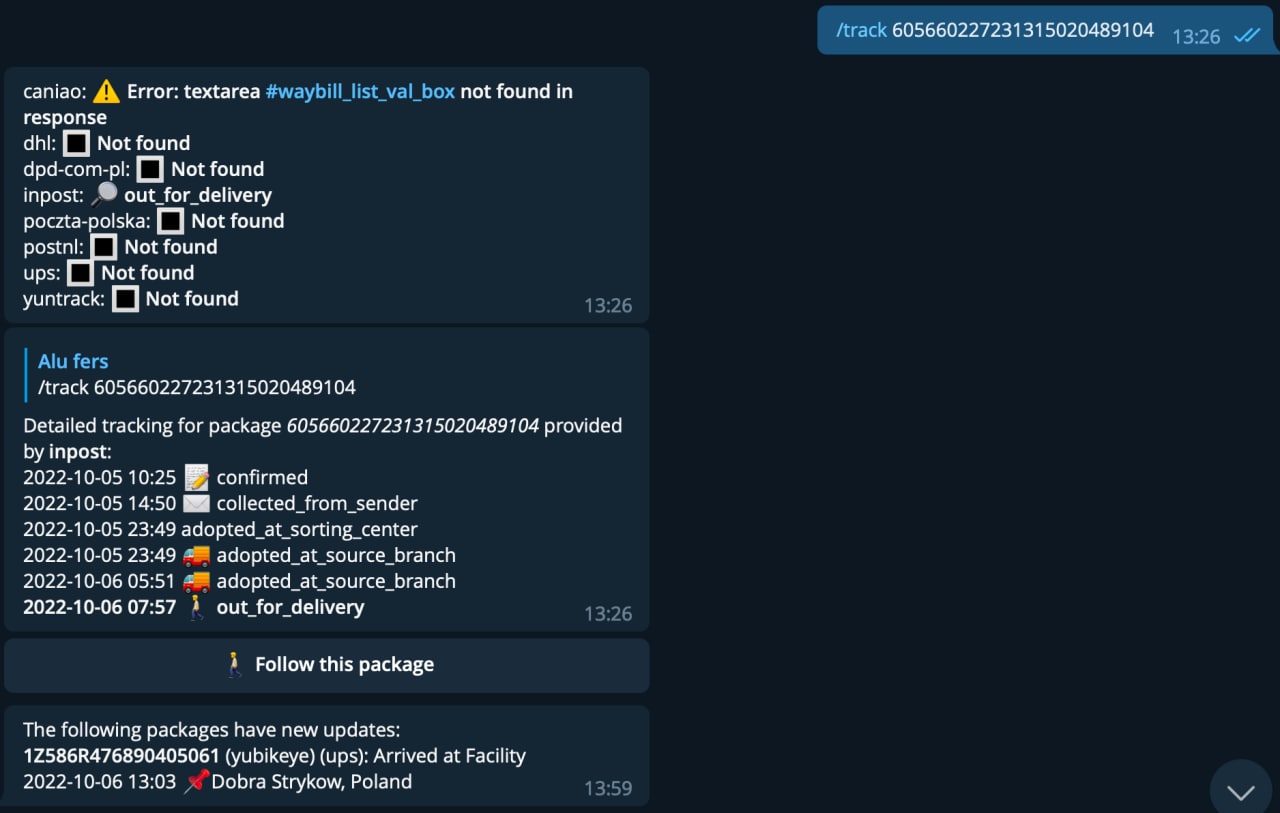 /track 605660227231315020489104 13:26
caniao: ⚠️ Error: textarea #waybill_list_val_box not found in
response
dhl: 🔲 Not found
dpd-com-pl: 🔲 Not found
inpost: 🔎 out_for_delivery
poczta-polska: 🔲 Not found
postnl: 🔲 Not found
ups: 🔲 Not found
yuntrack: 🔲 Not found
13:26
Alu fers
/track 605660227231315020489104
Detailed tracking for package 605660227231315020489104 provided
by inpost:
2022-10-05 10:25 📝 confirmed
2022-10-05 14:50 ✉️ collected_from_sender
2022-10-05 23:49 adopted_at_sorting_center
2022-10-05 23:49 🚚 adopted_at_source_branch
2022-10-06 05:51 🚚 adopted_at_source_branch
2022-10-06 07:57 🚶 out_for_delivery
13:26
🚶 Follow this package
The following packages have new updates:
1Z586R476890405061 (yubikeye) (ups): Arrived at Facility
2022-10-06 13:03 📌Dobra Strykow, Poland
13:59